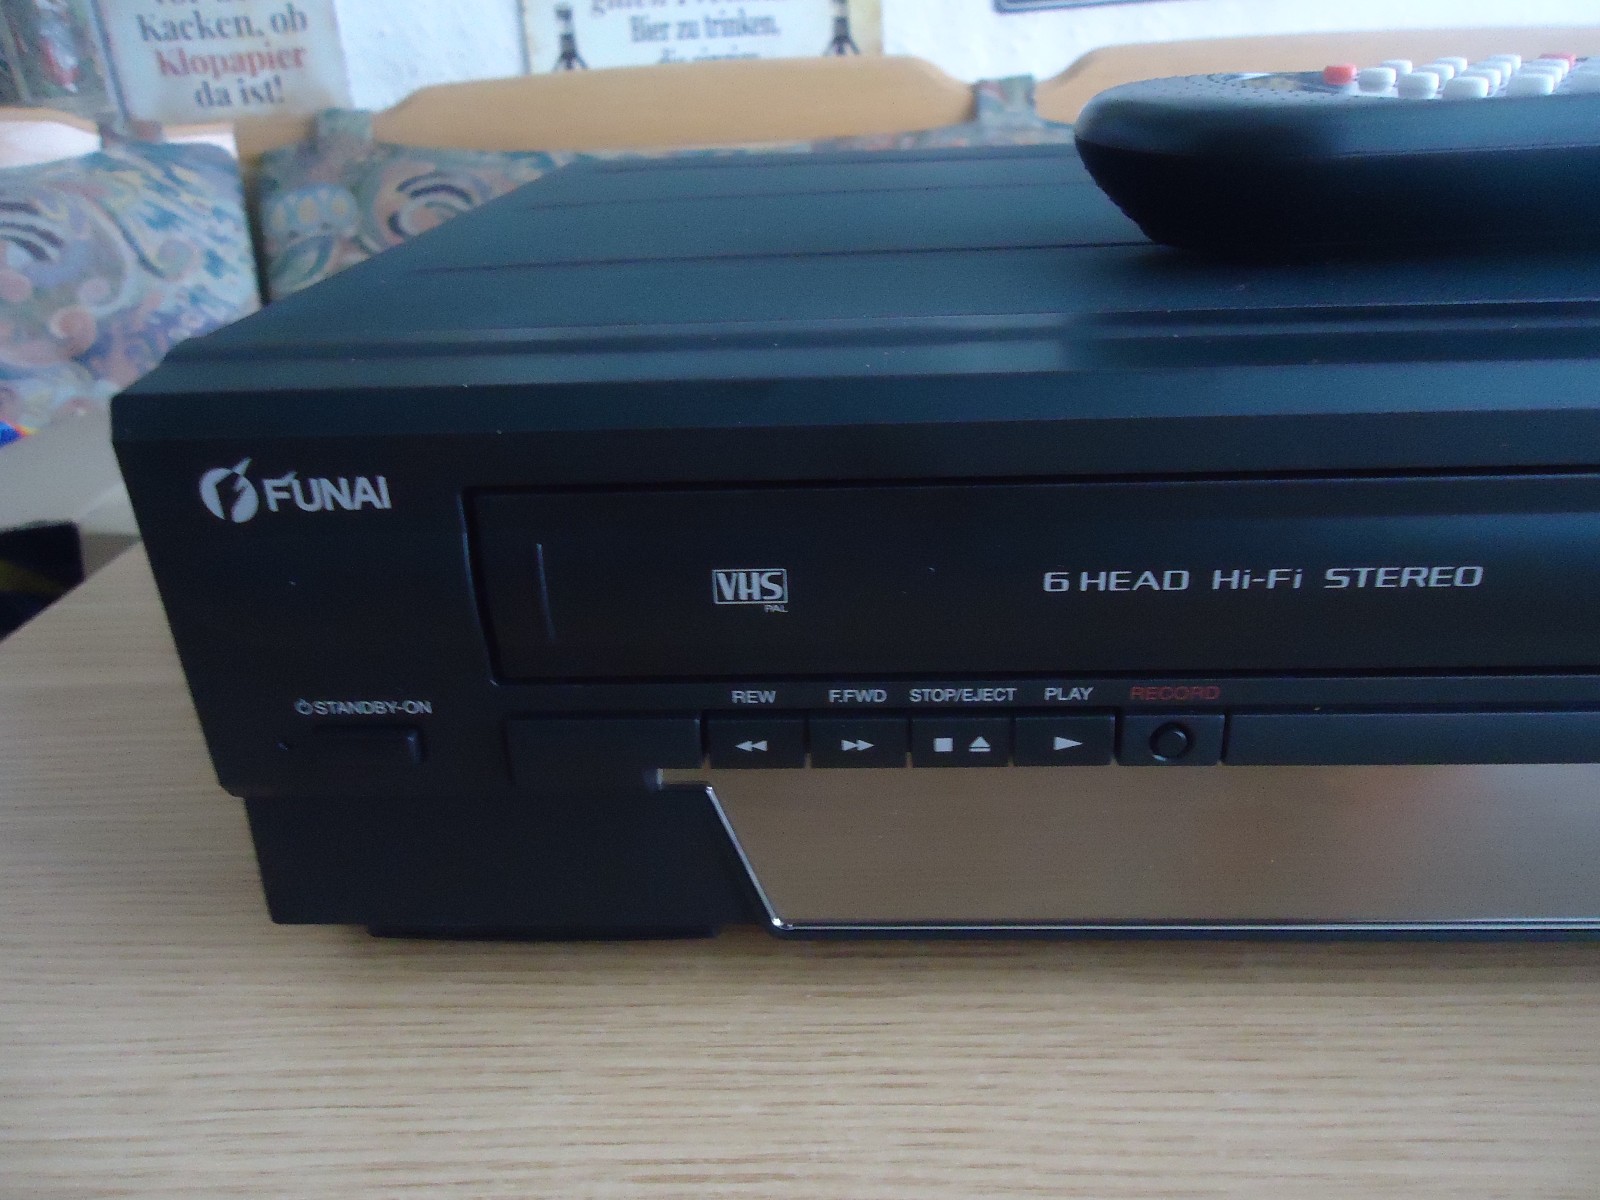 Kacken, ob
Klopapier
da ist!
Bier zu trinken,
FUNAI
VHS
PAL
6 HEAD Hi-Fi STEREO
STANDBY-ON
REW F.FWD STOP/EJECT PLAY RECORD